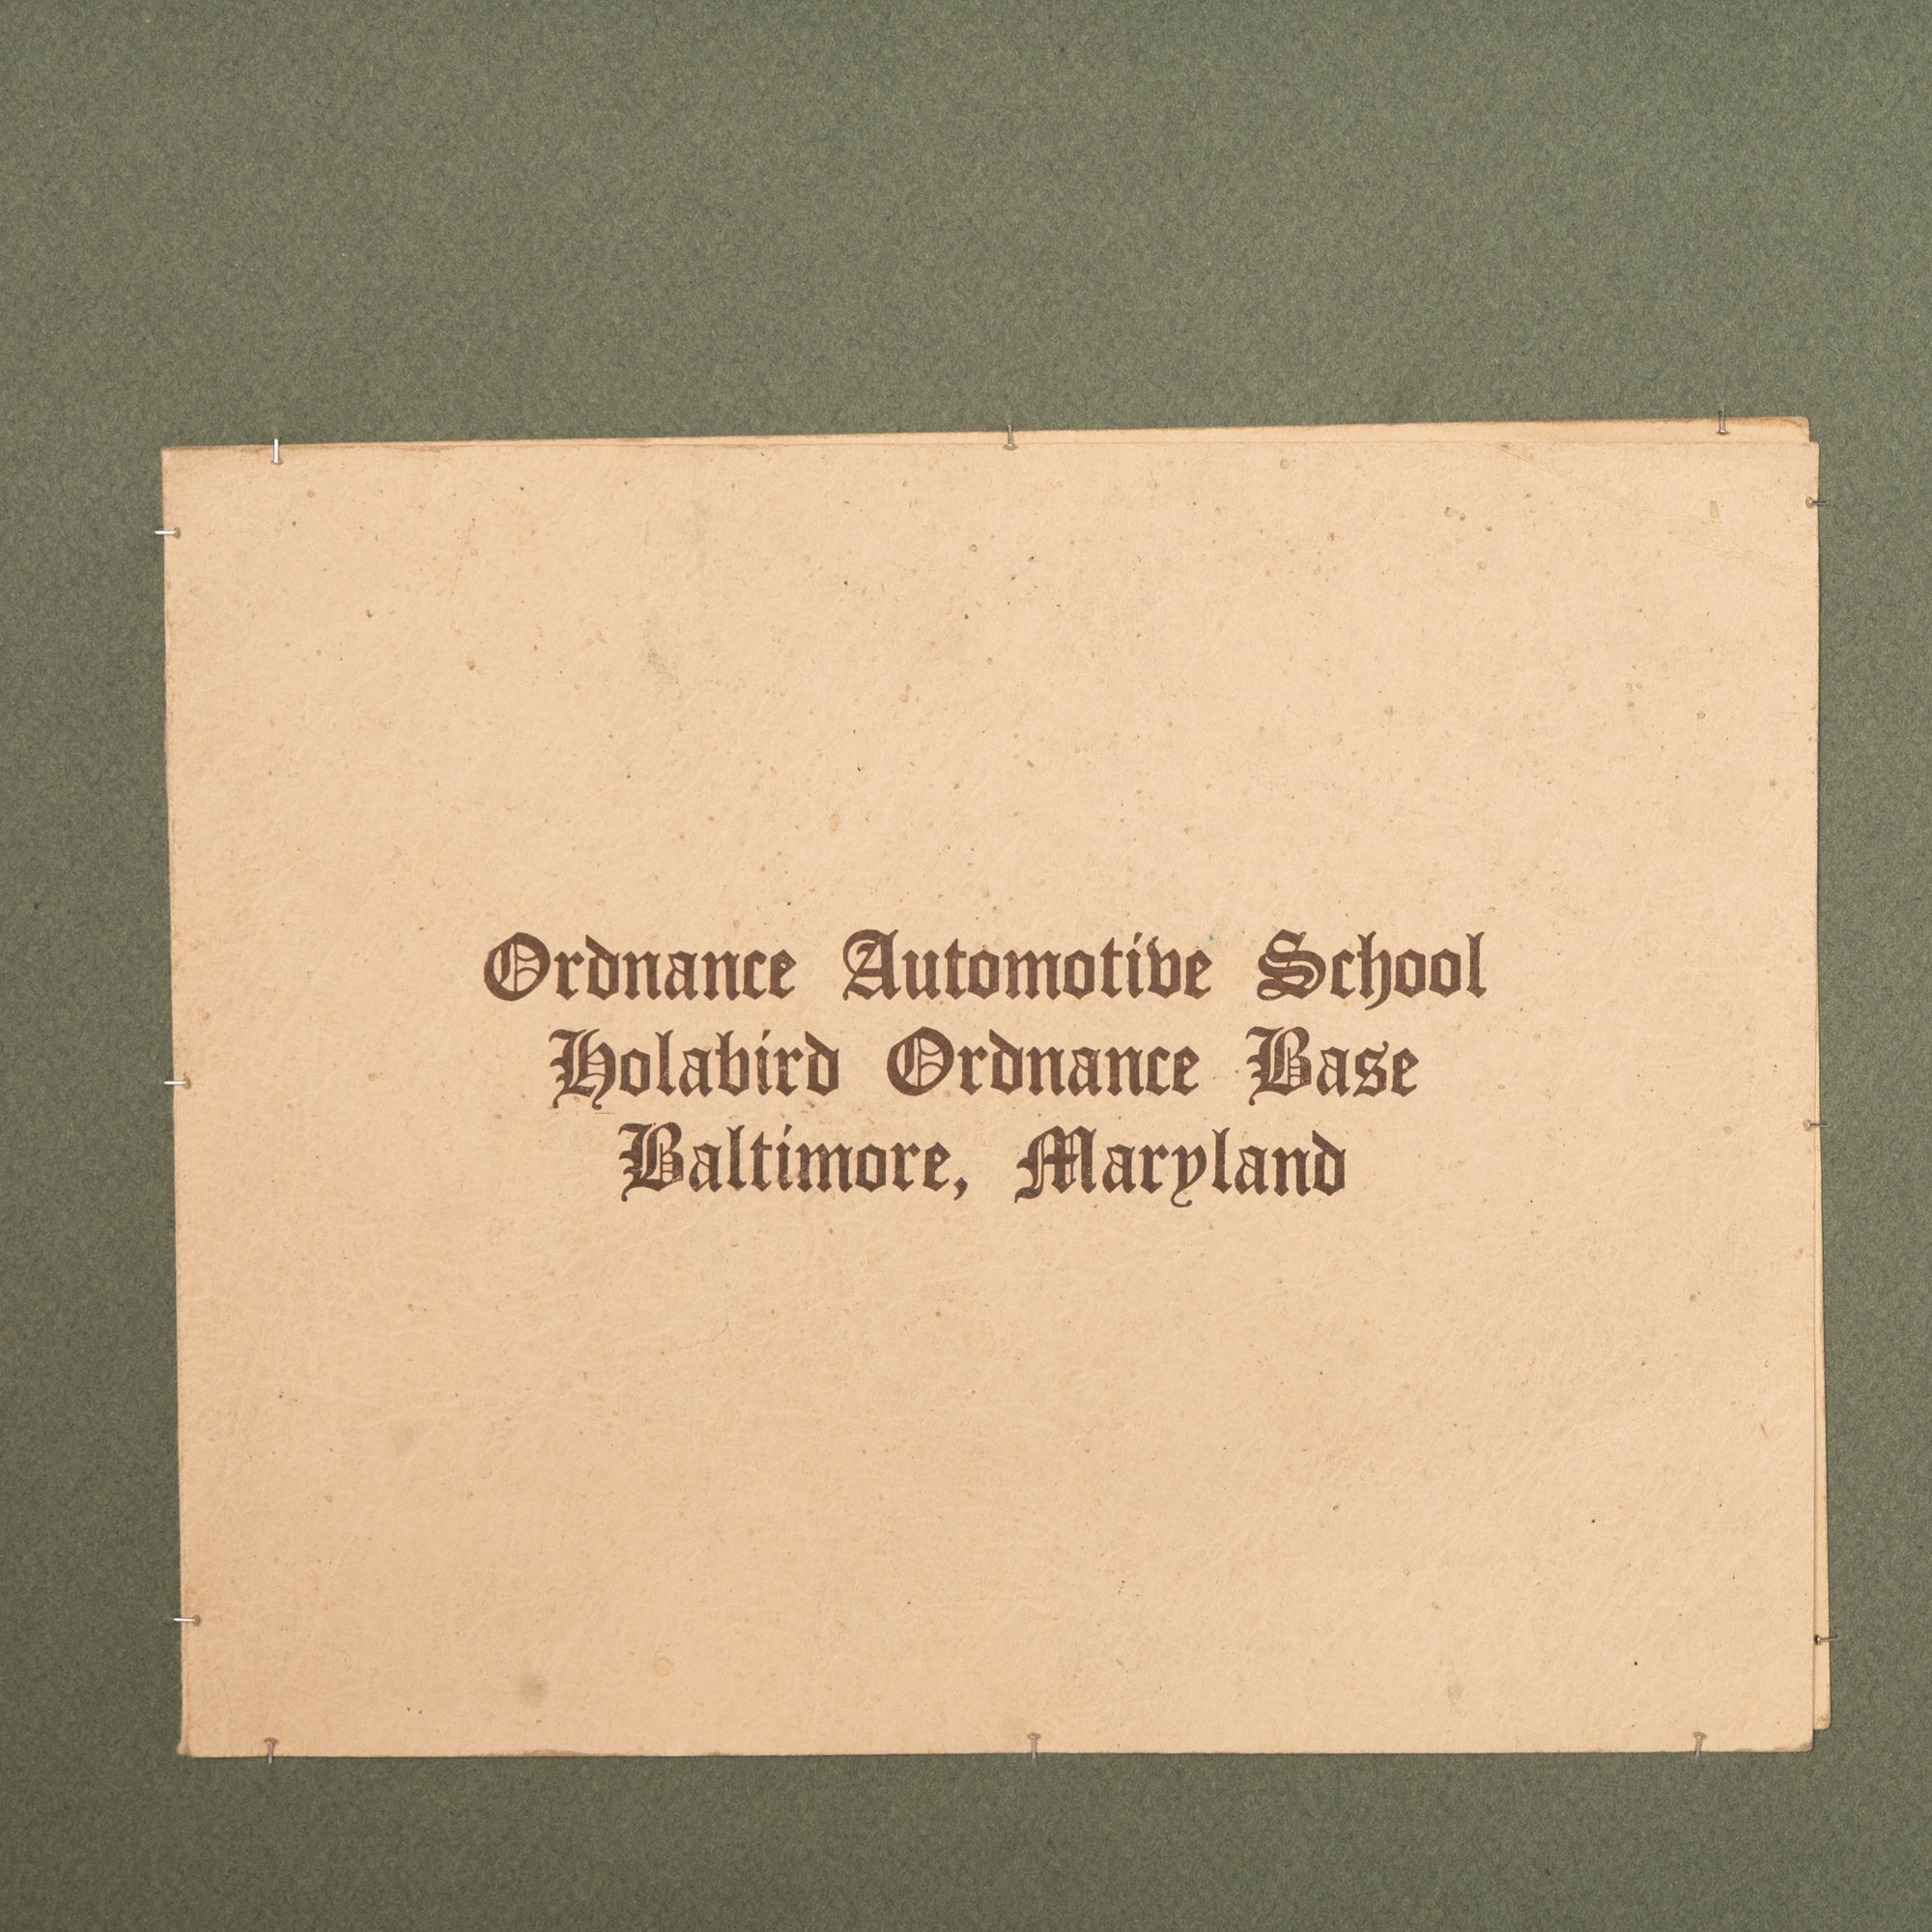 Ordnance Automotive School
Holabird Ordnance Base
Baltimore, Maryland